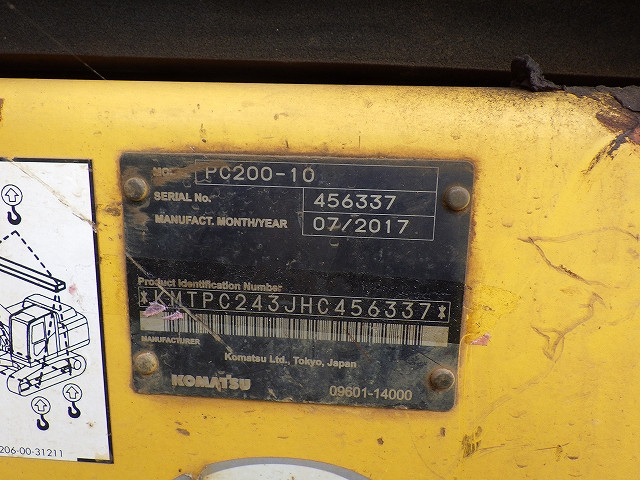 MODEL PC200-10
SERIAL No. 456337
MANUFACT. MONTH/YEAR 07/2017
Product Identification Number
*KMTPC243JHC456337*
MANUFACTURER
Komatsu Ltd., Tokyo, Japan
KOMATSU 09601-14000
206-00-31211